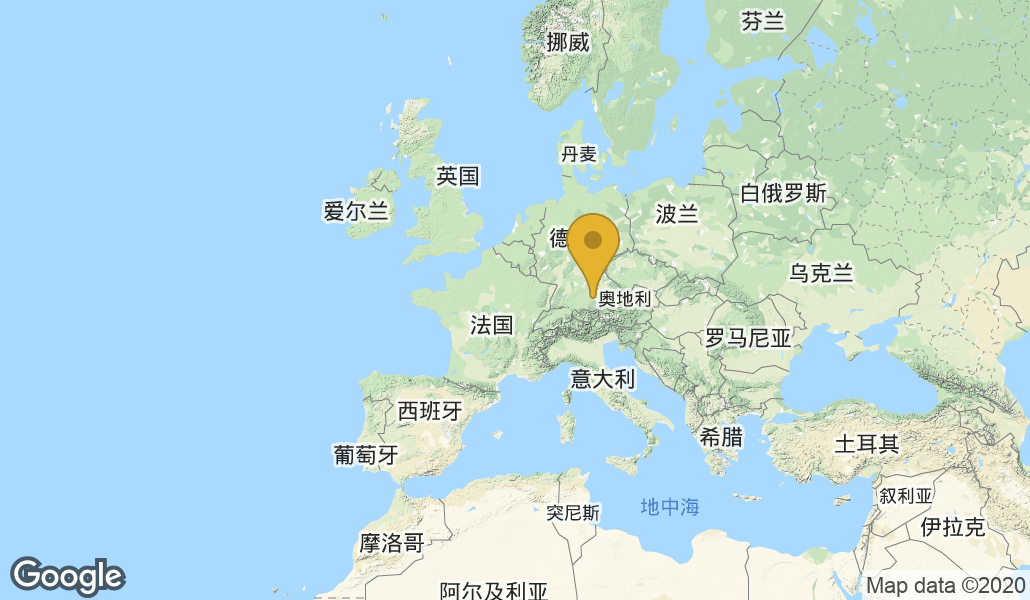 芬兰
挪威
丹麦
英国
白俄罗斯
爱尔兰
波兰
德
乌克兰
奥地利
法国
罗马尼亚
意大利
西班牙
希腊
土耳其
葡萄牙
叙利亚
地中海
突尼斯
伊拉克
摩洛哥
Google
Map data ©2020
阿尔及利亚